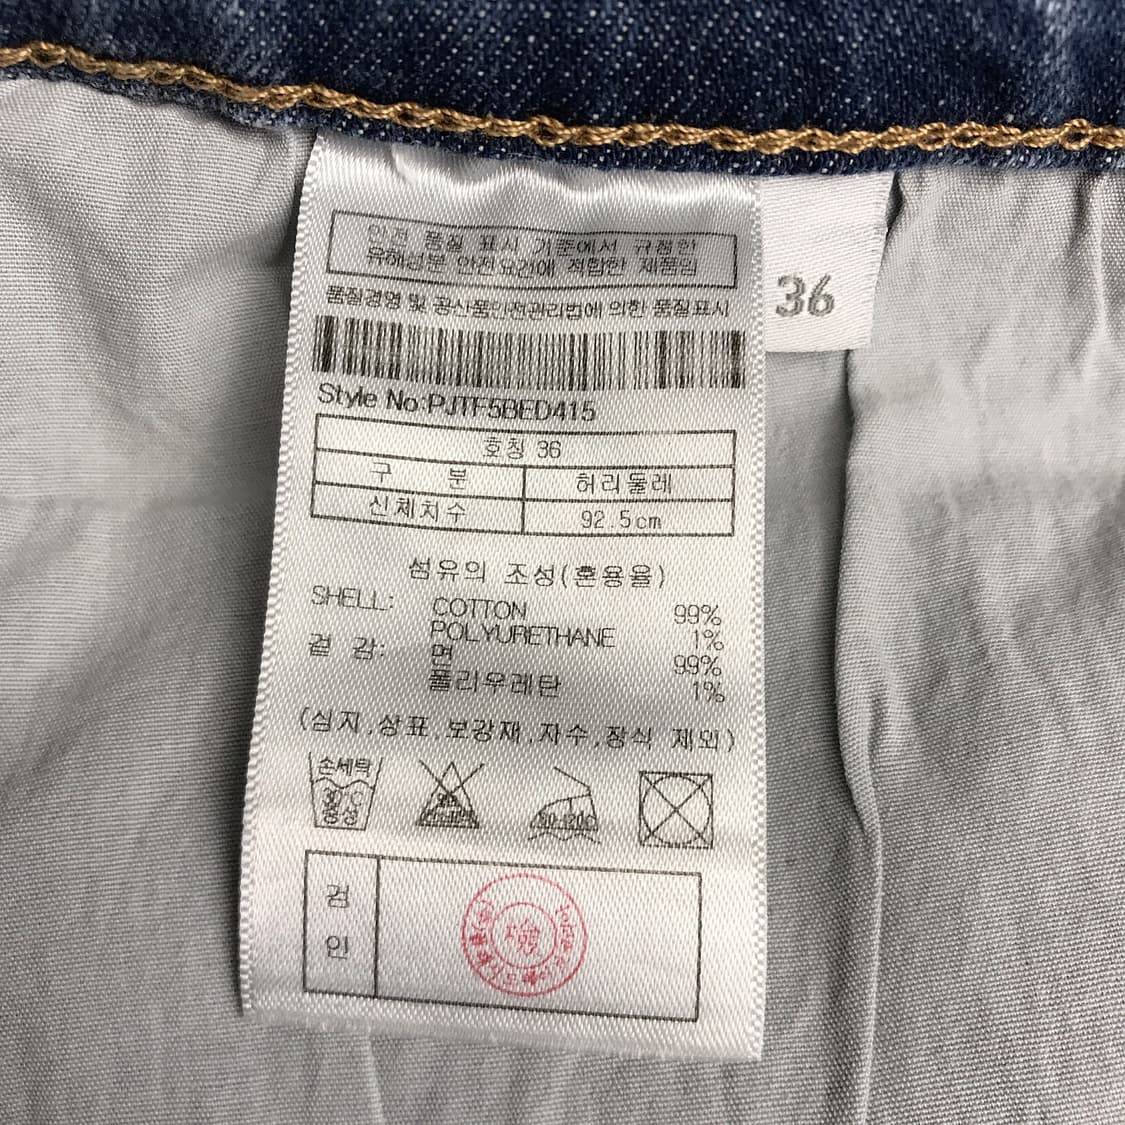 안전 품질 표시 기준에서 규정한
유해성분 안전요건에 적합한 제품임
품질경영 및 공산품안전관리법에 의한 품질표시
36
Style No:PJTF5BED415
호칭 36
구 분 허리둘레
신체치수 92.5cm
섬유의 조성(혼용율)
SHELL: COTTON 99%
POLYURETHANE 1%
겉 감: 면 99%
폴리우레탄 1%
(심지,상표,보강재,자수,장식 제외)
손세탁
80-120C
검
인